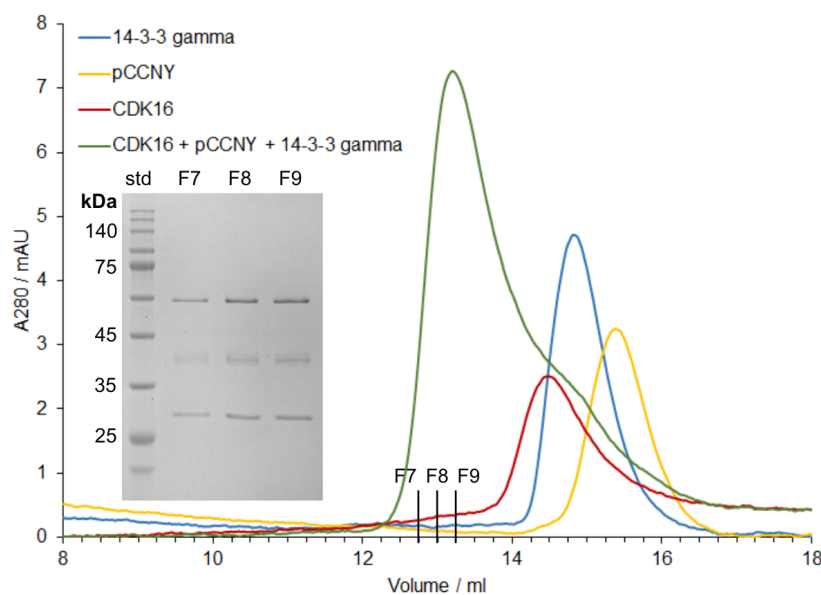 8
14-3-3 gamma
pCCNY
7
CDK16
CDK16 + pCCNY + 14-3-3 gamma
6
std F7 F8 F9
kDa
140
5
75
A280 / mAU
4
45
3
35
2
25
1
F7 F8 F9
0
8 10 12 14 16 18
Volume / ml